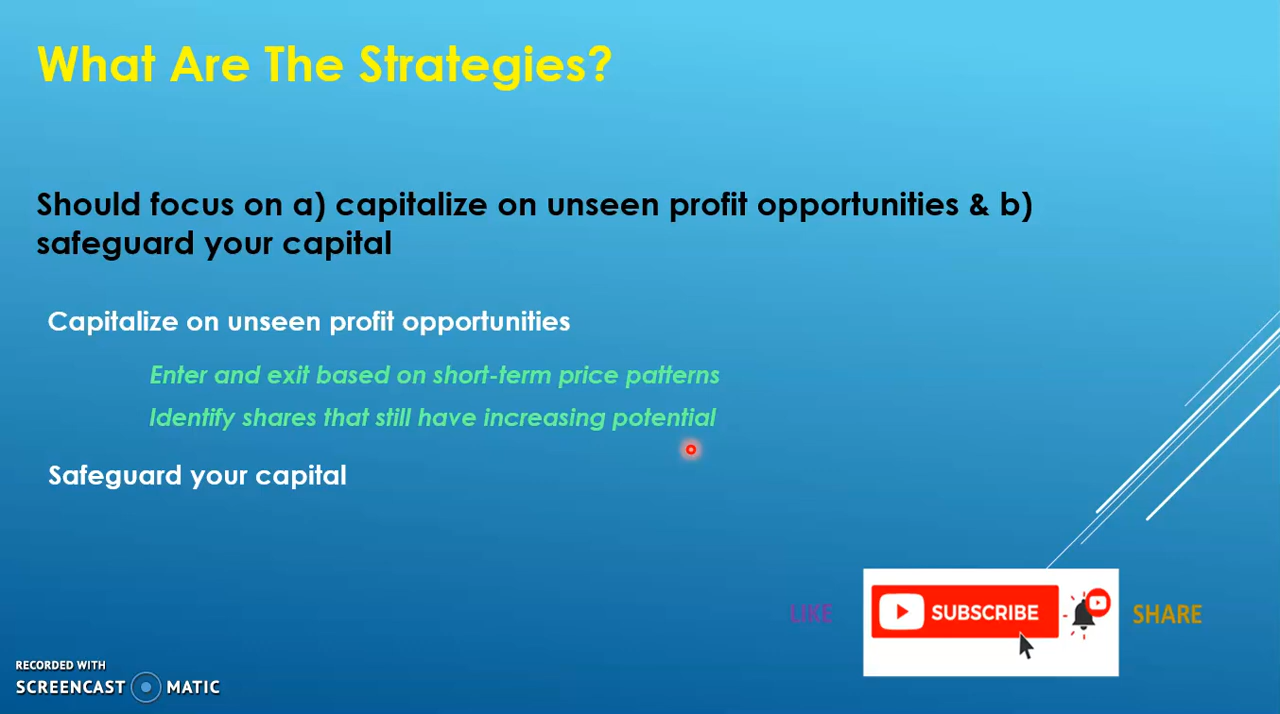 What Are The Strategies?
Should focus on a) capitalize on unseen profit opportunities & b)
safeguard your capital
Capitalize on unseen profit opportunities
Enter and exit based on short-term price patterns
Identify shares that still have increasing potential
Safeguard your capital
LIKE
SUBSCRIBE
SHARE
RECORDED WITH
SCREENCAST MATIC